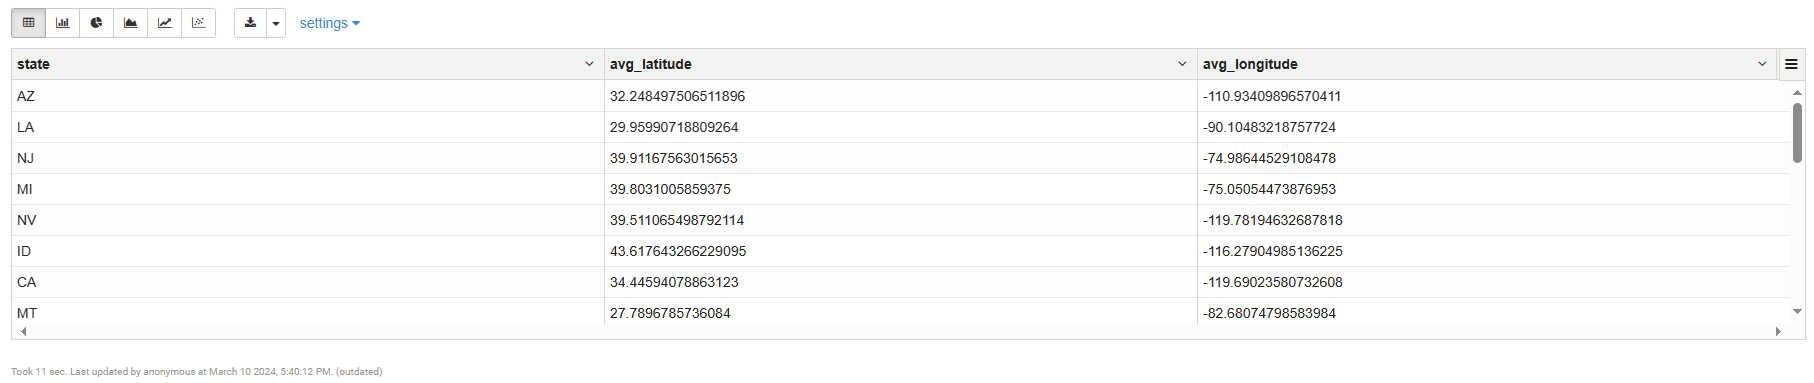 settings
state avg_latitude avg_longitude
AZ 32.248497506511896 -110.93409896570411
LA 29.95990718809264 -90.10483218757724
NJ 39.91167563015653 -74.98644529108478
MI 39.8031005859375 -75.05054473876953
NV 39.511065498792114 -119.78194632687818
ID 43.617643266229095 -116.27904985136225
CA 34.44594078863123 -119.69023580732608
MT 27.7896785736084 -82.68074798583984
Took 11 sec. Last updated by anonymous at March 10 2024, 5:40:12 PM. (outdated)